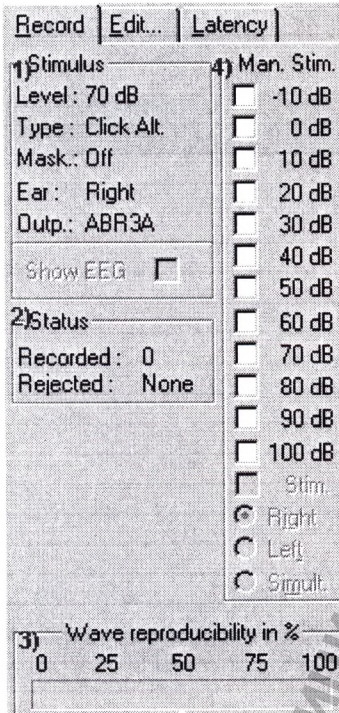 Record Edit... Latency
1) Stimulus
Level : 70 dB
Type : Click Alt.
Mask.: Off
Ear : Right
Outp.: ABR3A
Show EEG
2) Status
Recorded : 0
Rejected : None
4) Man. Stim.
-10 dB
0 dB
10 dB
20 dB
30 dB
40 dB
50 dB
60 dB
70 dB
80 dB
90 dB
100 dB
Stim.
Right
Left
Simult.
3) Wave reproducibility in %
0 25 50 75 100